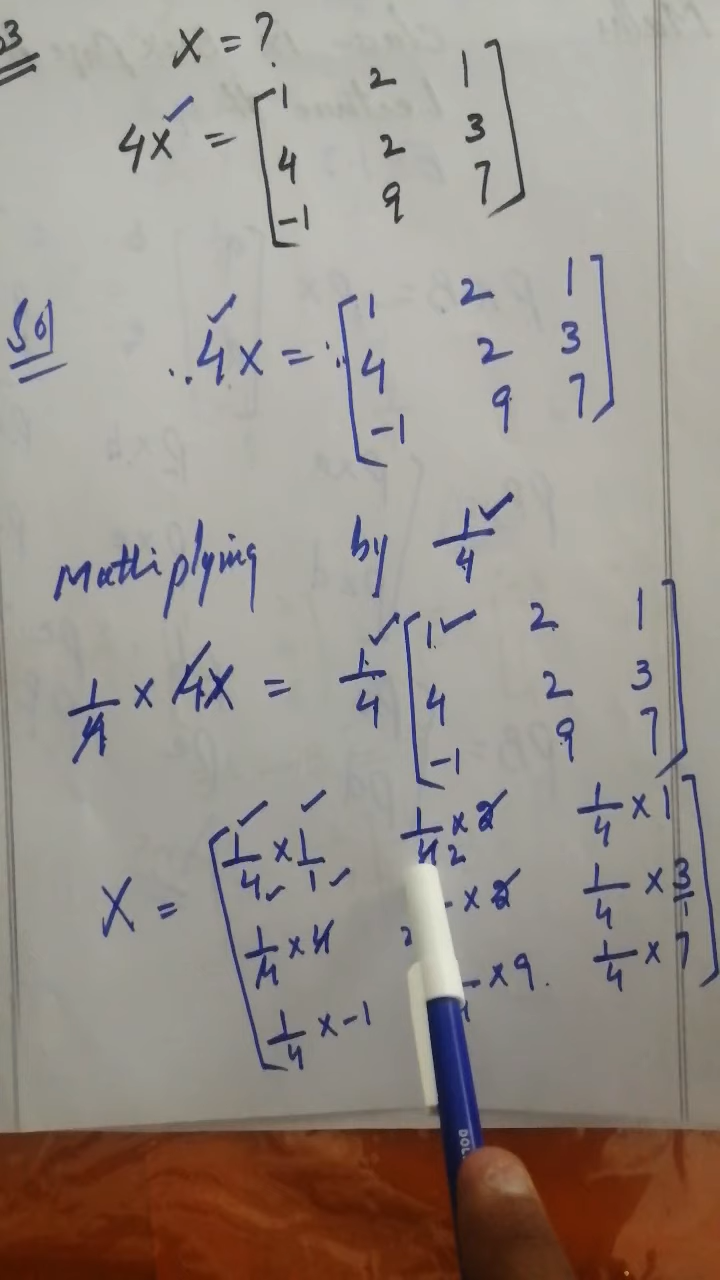 03
X = ?
4X = [ 1 2 1
4 2 3
-1 9 7 ]
Sol
4X = [ 1 2 1
4 2 3
-1 9 7 ]
Multiplying by 1/4
1/4 × 4X = 1/4 [ 1 2 1
4 2 3
-1 9 7 ]
X = [ 1/4 × 1/1 1/4 × 2 2 1/4 × 1
1/4 × 4 2 × 2 1/4 × 3/1
1/4 × -1 × 9. 1/4 × 7 ]
DOL